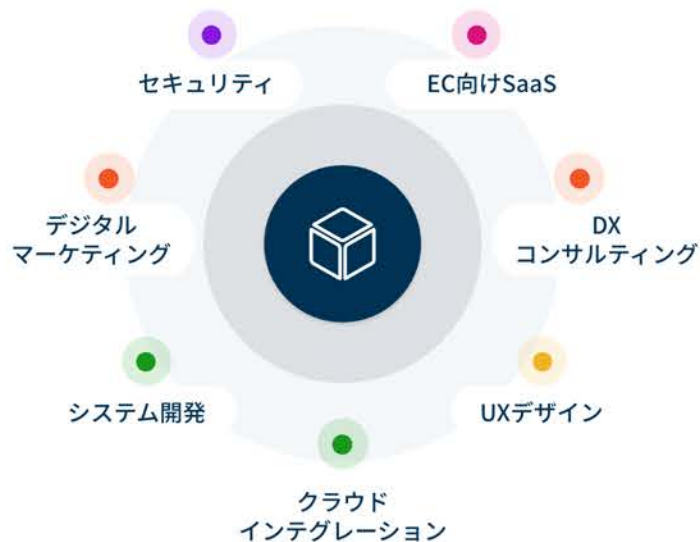 セキュリティ
EC向けSaaS
デジタル
マーケティング
DX
コンサルティング
システム開発
UXデザイン
クラウド
インテグレーション